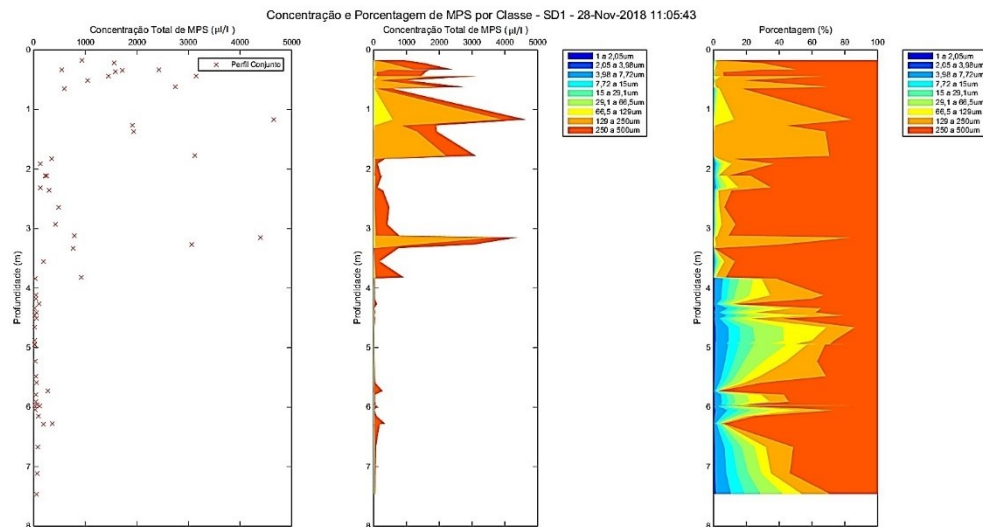 Concentração e Porcentagem de MPS por Classe - SD1 - 28-Nov-2018 11:05:43
Concentração Total de MPS (µl/l )
0 1000 2000 3000 4000 5000
Perfil Conjunto
Profundidade (m)
0
1
2
3
4
5
6
7
8
Concentração Total de MPS (µl/l )
0 1000 2000 3000 4000 5000
Profundidade (m)
0
1
2
3
4
5
6
7
8
1 a 2,05um
2,05 a 3,98um
3,98 a 7,72um
7,72 a 15um
15 a 29,1um
29,1 a 66,5um
66,5 a 129um
129 a 250um
250 a 500um
Porcentagem (%)
0 20 40 60 80 100
Profundidade (m)
0
1
2
3
4
5
6
7
8
1 a 2,05um
2,05 a 3,98um
3,98 a 7,72um
7,72 a 15um
15 a 29,1um
29,1 a 66,5um
66,5 a 129um
129 a 250um
250 a 500um